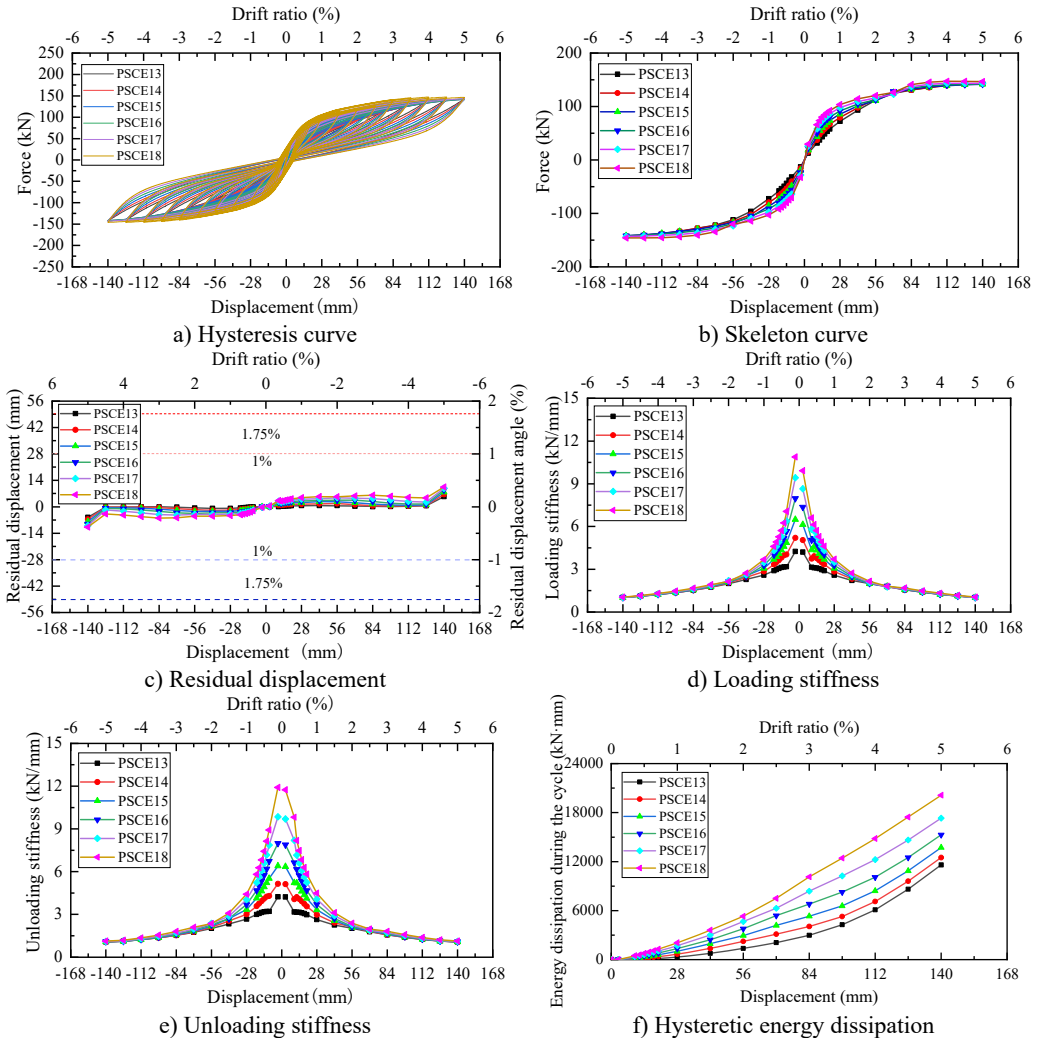 Drift ratio (%)
-6 -5 -4 -3 -2 -1 0 1 2 3 4 5 6
250
200
150
100
50
0
-50
-100
-150
-200
-250
Force (kN)
PSCE13
PSCE14
PSCE15
PSCE16
PSCE17
PSCE18
-168 -140 -112 -84 -56 -28 0 28 56 84 112 140 168
Displacement (mm)
a) Hysteresis curve
Drift ratio (%)
-6 -5 -4 -3 -2 -1 0 1 2 3 4 5 6
200
100
0
-100
-200
Force (kN)
PSCE13
PSCE14
PSCE15
PSCE16
PSCE17
PSCE18
-168 -140 -112 -84 -56 -28 0 28 56 84 112 140 168
Displacement (mm)
b) Skeleton curve
Drift ratio (%)
6 4 2 0 -2 -4 -6
56
42
28
14
0
-14
-28
-42
-56
Residual displacement (mm)
PSCE13
PSCE14
PSCE15
PSCE16
PSCE17
PSCE18
1.75%
1%
1%
1.75%
2
1
0
-1
-2
Residual displacement angle (%)
-168 -140 -112 -84 -56 -28 0 28 56 84 112 140 168
Displacement (mm)
c) Residual displacement
Drift ratio (%)
-6 -5 -4 -3 -2 -1 0 1 2 3 4 5 6
15
12
9
6
3
0
Loading stiffness (kN/mm)
PSCE13
PSCE14
PSCE15
PSCE16
PSCE17
PSCE18
-168 -140 -112 -84 -56 -28 0 28 56 84 112 140 168
Displacement (mm)
d) Loading stiffness
Drift ratio (%)
-6 -5 -4 -3 -2 -1 0 1 2 3 4 5 6
15
12
9
6
3
0
Unloading stiffness (kN/mm)
PSCE13
PSCE14
PSCE15
PSCE16
PSCE17
PSCE18
-168 -140 -112 -84 -56 -28 0 28 56 84 112 140 168
Displacement (mm)
e) Unloading stiffness
Drift ratio (%)
0 1 2 3 4 5 6
24000
18000
12000
6000
0
Energy dissipation during the cycle (kN·mm)
PSCE13
PSCE14
PSCE15
PSCE16
PSCE17
PSCE18
0 28 56 84 112 140 168
Displacement (mm)
f) Hysteretic energy dissipation